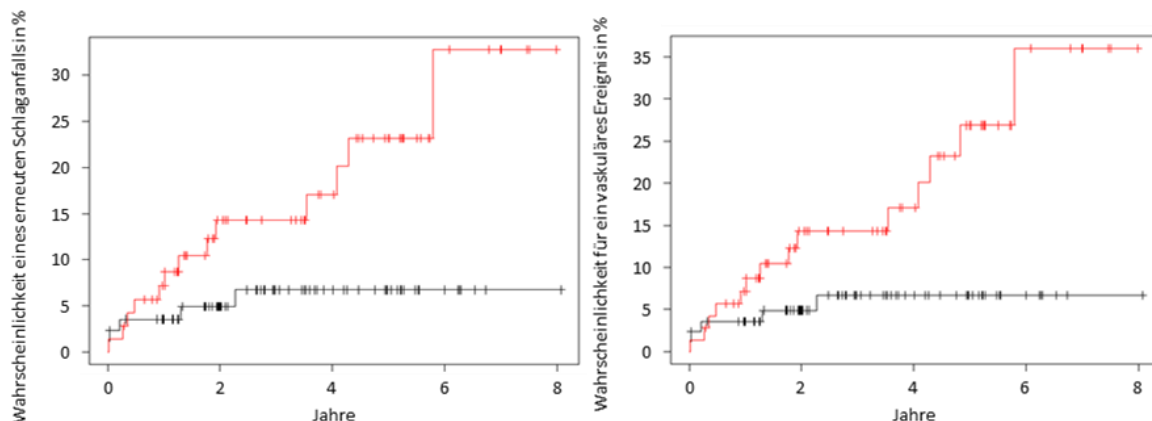 Wahrscheinlichkeit eines erneuten Schlaganfalls in %
30
25
20
15
10
5
0
0 2 4 6 8
Jahre
Wahrscheinlichkeit für ein vaskuläres Ereignis in %
35
30
25
20
15
10
5
0
0 2 4 6 8
Jahre